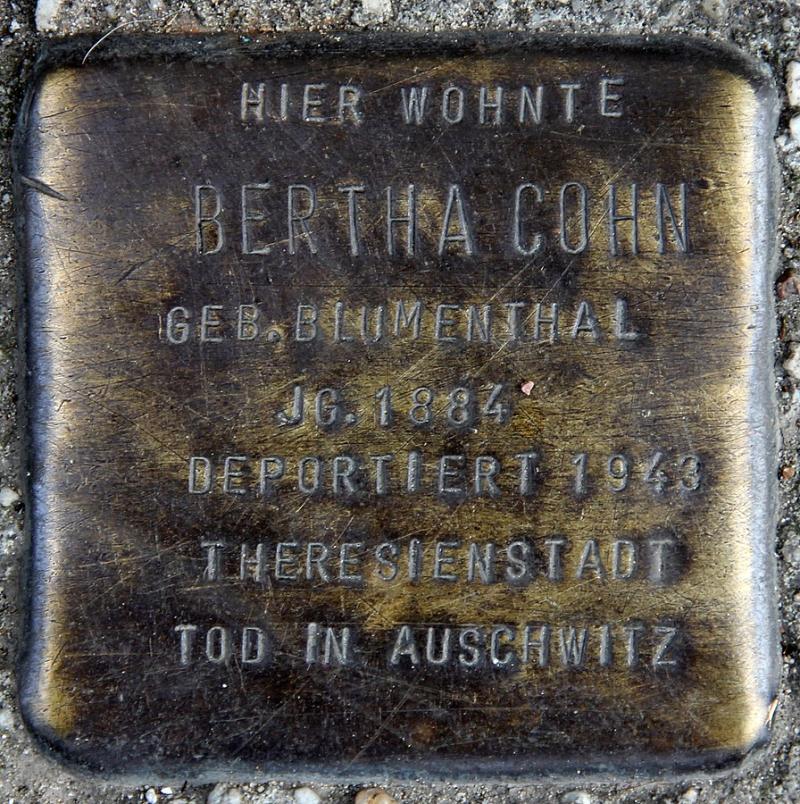 HIER WOHNTE
BERTHA COHN
GEB. BLUMENTHAL
JG. 1884
DEPORTIERT 1943
THERESIENSTADT
TOD IN AUSCHWITZ